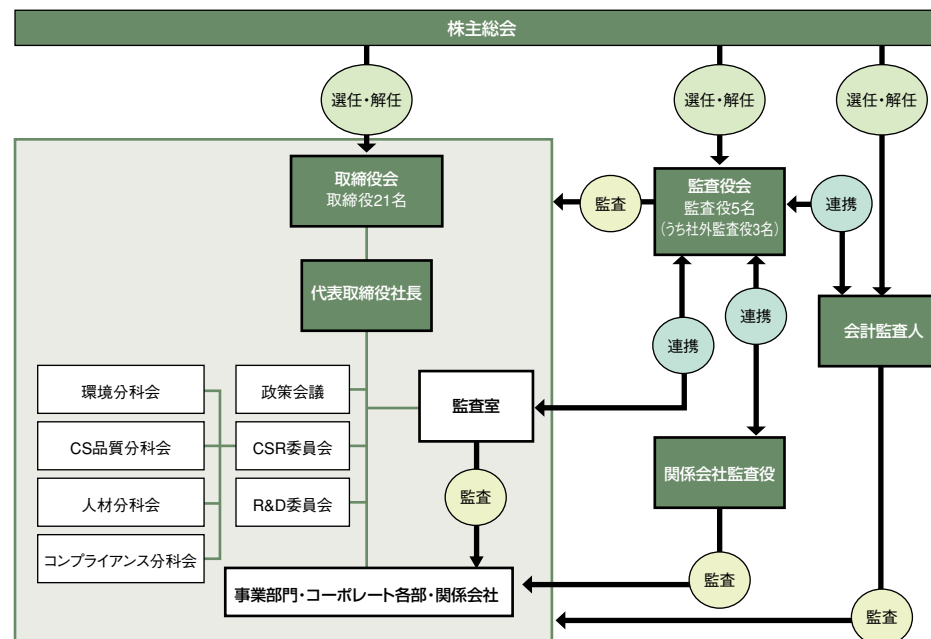 株主総会
選任・解任
選任・解任
選任・解任
取締役会
取締役21名
監査
監査役会
監査役5名
(うち社外監査役3名)
連携
代表取締役社長
連携
連携
会計監査人
環境分科会
政策会議
監査室
CS品質分科会
CSR委員会
関係会社監査役
人材分科会
R&D委員会
監査
コンプライアンス分科会
事業部門・コーポレート各部・関係会社
監査
監査